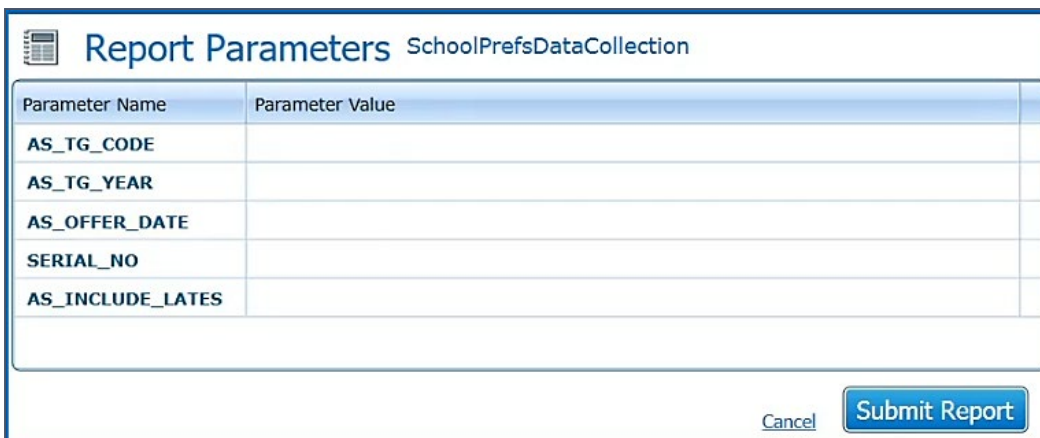 Report Parameters SchoolPrefsDataCollection
Parameter Name Parameter Value
AS_TG_CODE
AS_TG_YEAR
AS_OFFER_DATE
SERIAL_NO
AS_INCLUDE_LATES
Cancel Submit Report